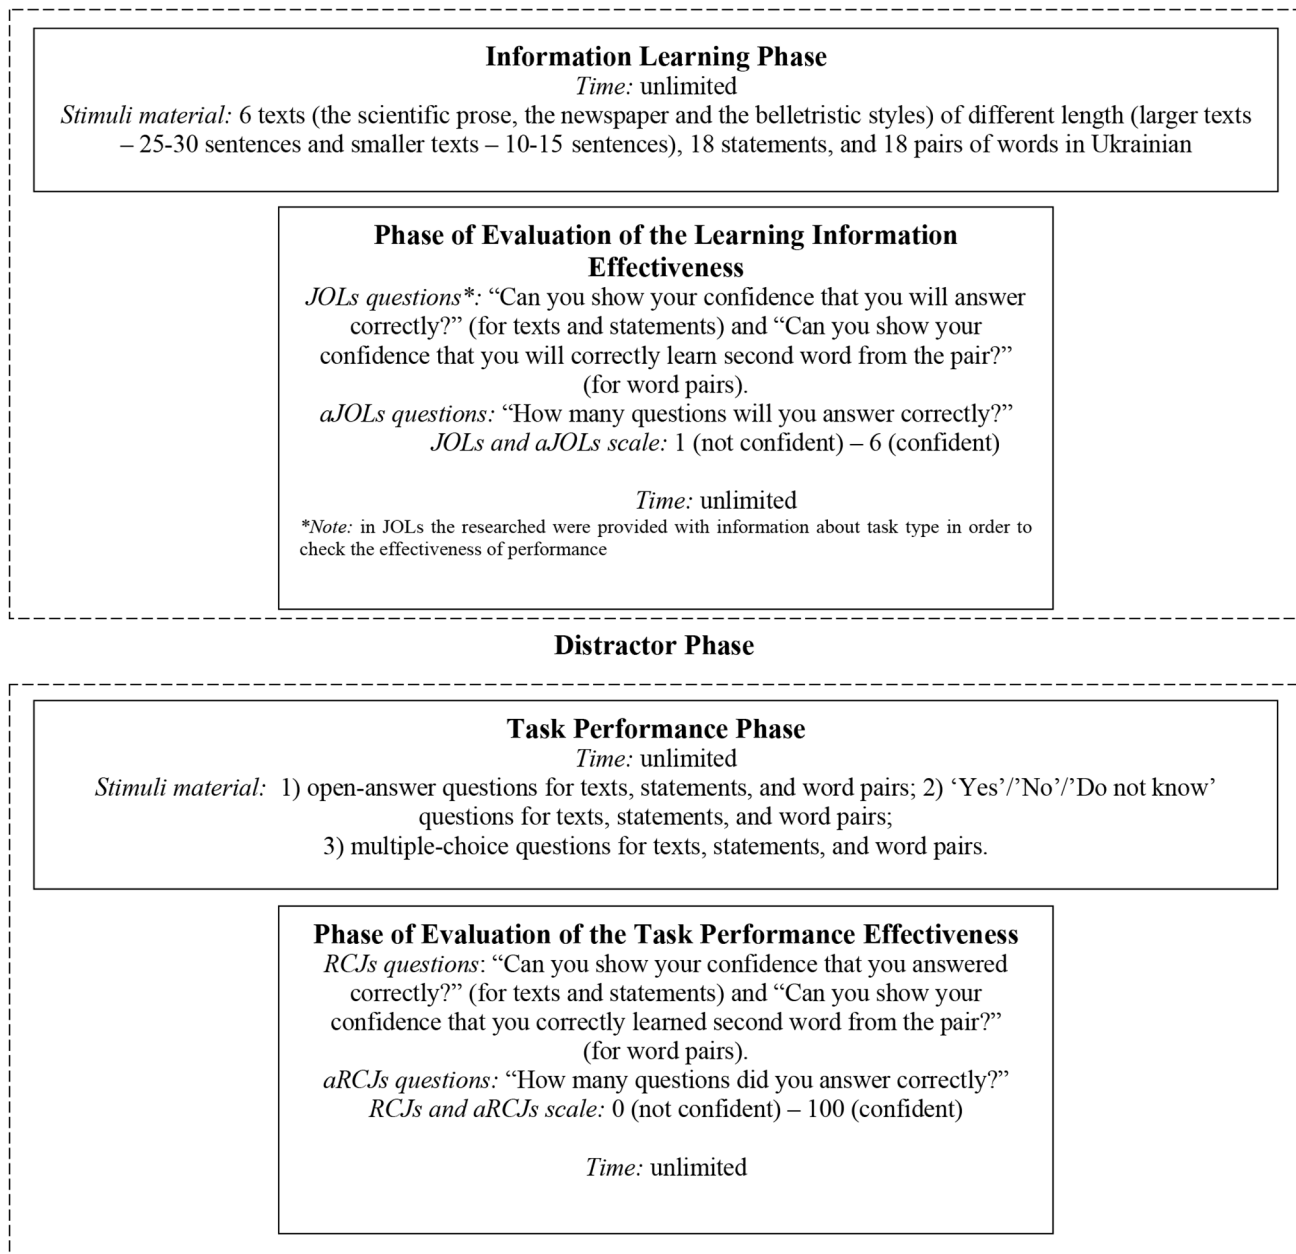 Information Learning Phase
Time: unlimited
Stimuli material: 6 texts (the scientific prose, the newspaper and the belletristic styles) of different length (larger texts
– 25-30 sentences and smaller texts – 10-15 sentences), 18 statements, and 18 pairs of words in Ukrainian
Phase of Evaluation of the Learning Information
Effectiveness
JOLs questions*: “Can you show your confidence that you will answer
correctly?” (for texts and statements) and “Can you show your
confidence that you will correctly learn second word from the pair?”
(for word pairs).
aJOLs questions: “How many questions will you answer correctly?”
JOLs and aJOLs scale: 1 (not confident) – 6 (confident)
Time: unlimited
*Note: in JOLs the researched were provided with information about task type in order to
check the effectiveness of performance
Distractor Phase
Task Performance Phase
Time: unlimited
Stimuli material: 1) open-answer questions for texts, statements, and word pairs; 2) ‘Yes’/’No’/’Do not know’
questions for texts, statements, and word pairs;
3) multiple-choice questions for texts, statements, and word pairs.
Phase of Evaluation of the Task Performance Effectiveness
RCJs questions: “Can you show your confidence that you answered
correctly?” (for texts and statements) and “Can you show your
confidence that you correctly learned second word from the pair?”
(for word pairs).
aRCJs questions: “How many questions did you answer correctly?”
RCJs and aRCJs scale: 0 (not confident) – 100 (confident)
Time: unlimited